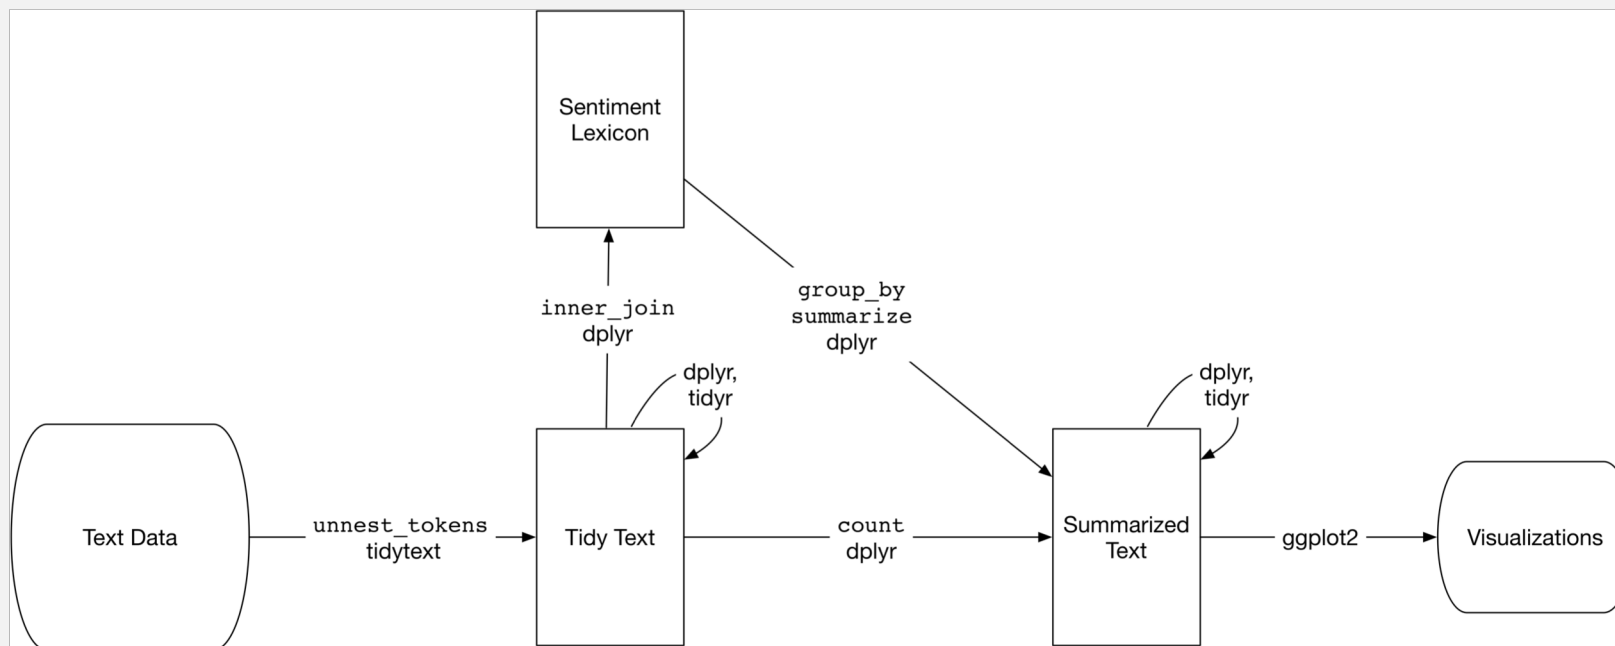 Sentiment
Lexicon
inner_join
dplyr
group_by
summarize
dplyr
dplyr,
tidyr
dplyr,
tidyr
Text Data
unnest_tokens
tidytext
Tidy Text
count
dplyr
Summarized
Text
ggplot2
Visualizations